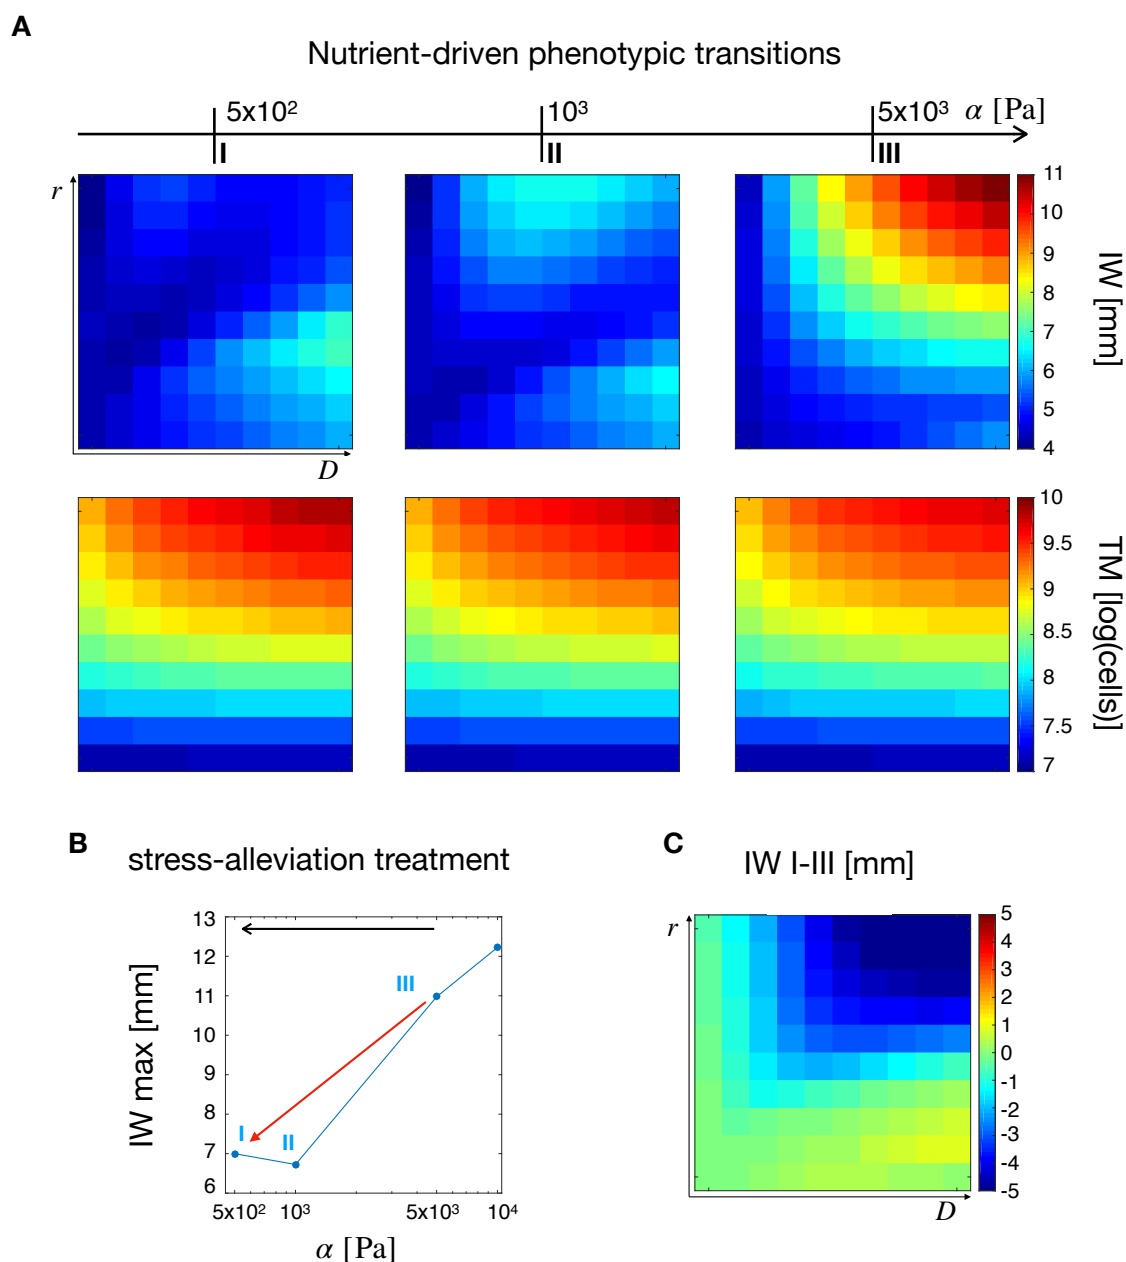 A
Nutrient-driven phenotypic transitions
5x10² 10³ 5x10³ α [Pa]
I II III
r
D
11
10
9
8
7
6
5
4
IW [mm]
10
9.5
9
8.5
8
7.5
7
TM [log(cells)]
B
stress-alleviation treatment
13
12
11
10
9
8
7
6
IW max [mm]
III
I
II
5x10² 10³ 5x10³ 10⁴
α [Pa]
C
IW I-III [mm]
r
D
5
4
3
2
1
0
-1
-2
-3
-4
-5